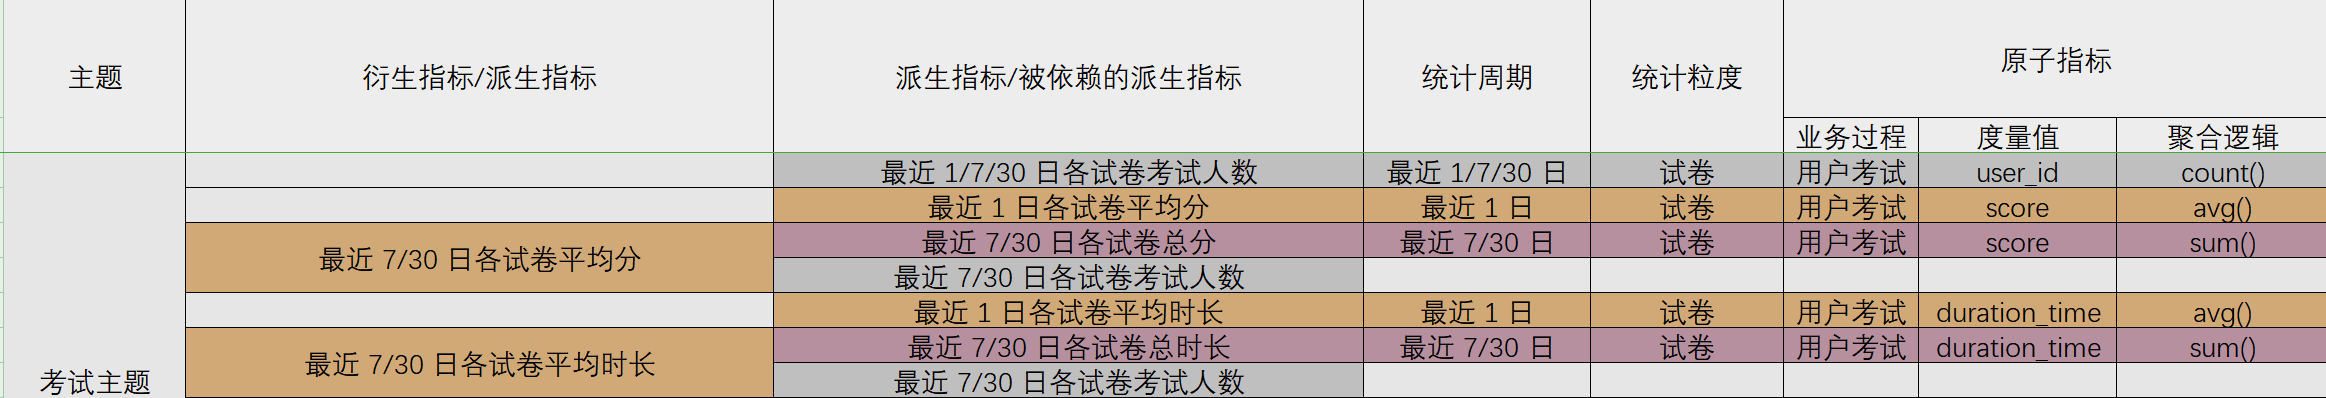 主题 衍生指标/派生指标 派生指标/被依赖的派生指标 统计周期 统计粒度 原子指标
业务过程 度量值 聚合逻辑
最近 1/7/30 日各试卷考试人数 最近 1/7/30 日 试卷 用户考试 user_id count()
最近 1 日各试卷平均分 最近 1 日 试卷 用户考试 score avg()
最近 7/30 日各试卷平均分 最近 7/30 日各试卷总分 最近 7/30 日 试卷 用户考试 score sum()
最近 7/30 日各试卷考试人数
最近 1 日各试卷平均时长 最近 1 日 试卷 用户考试 duration_time avg()
最近 7/30 日各试卷平均时长 最近 7/30 日各试卷总时长 最近 7/30 日 试卷 用户考试 duration_time sum()
考试主题 最近 7/30 日各试卷考试人数